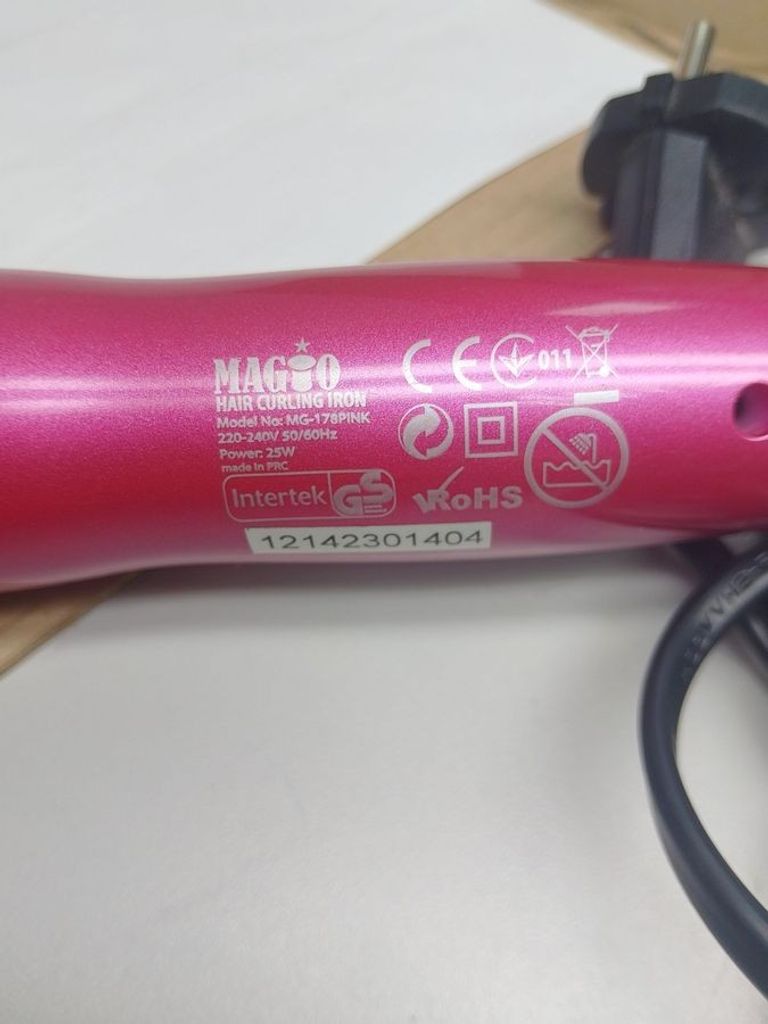 MAGIO
HAIR CURLING IRON
Model No: MG-178PINK
220-240V 50/60Hz
Power: 25W
made in PRC
CE
011
Intertek GS
RoHS
12142301404